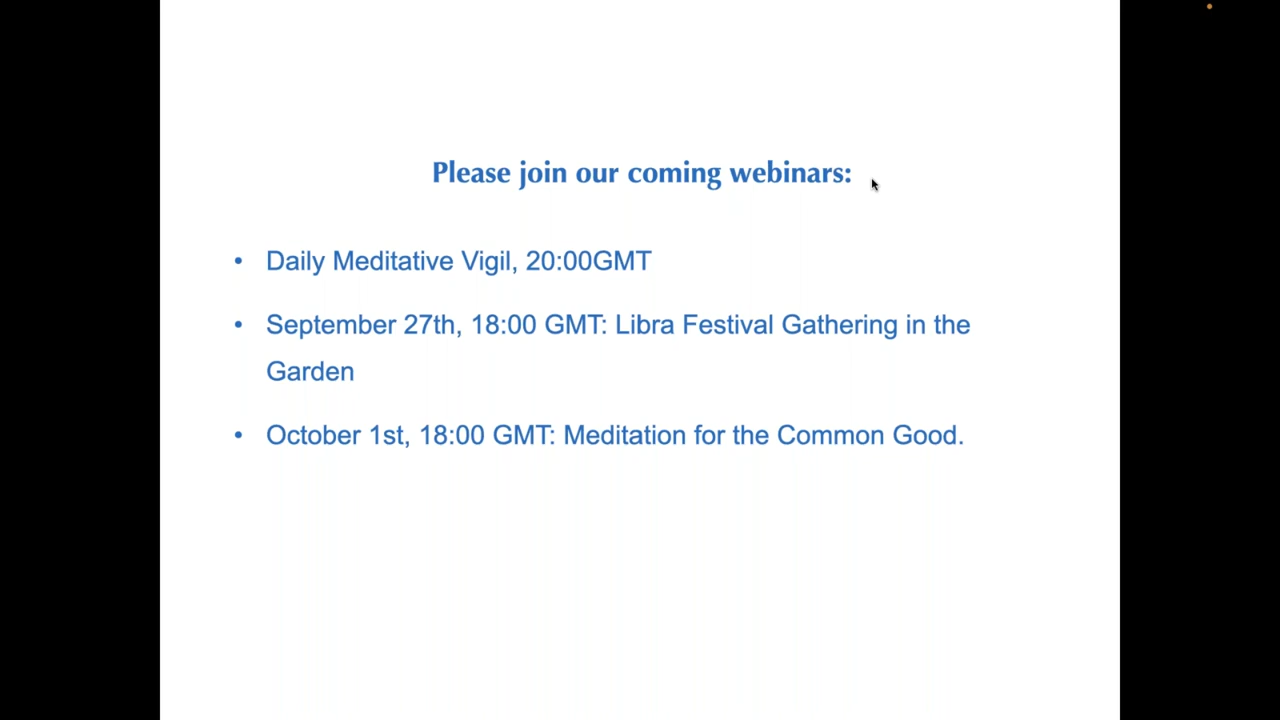 Please join our coming webinars:
• Daily Meditative Vigil, 20:00GMT
• September 27th, 18:00 GMT: Libra Festival Gathering in the
Garden
• October 1st, 18:00 GMT: Meditation for the Common Good.